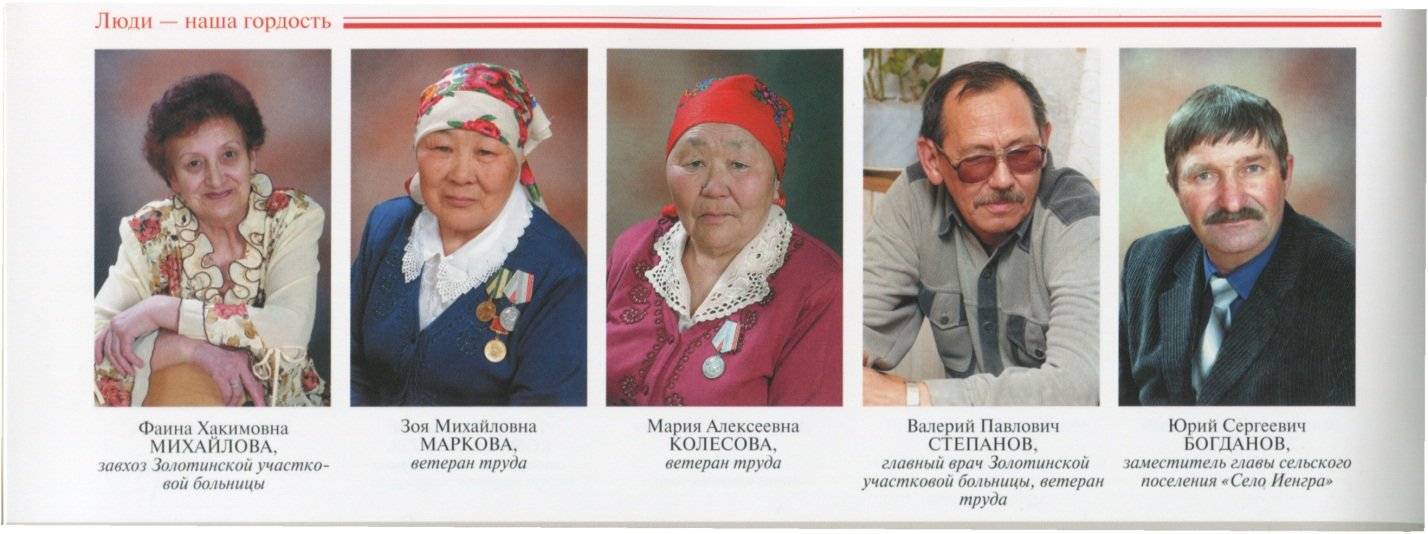 Люди — наша гордость
Фаина Хакимовна
МИХАЙЛОВА,
завхоз Золотинской участко-
вой больницы
Зоя Михайловна
МАРКОВА,
ветеран труда
Мария Алексеевна
КОЛЕСОВА,
ветеран труда
Валерий Павлович
СТЕПАНОВ,
главный врач Золотинской
участковой больницы, ветеран
труда
Юрий Сергеевич
БОГДАНОВ,
заместитель главы сельского
поселения «Село Иенгра»